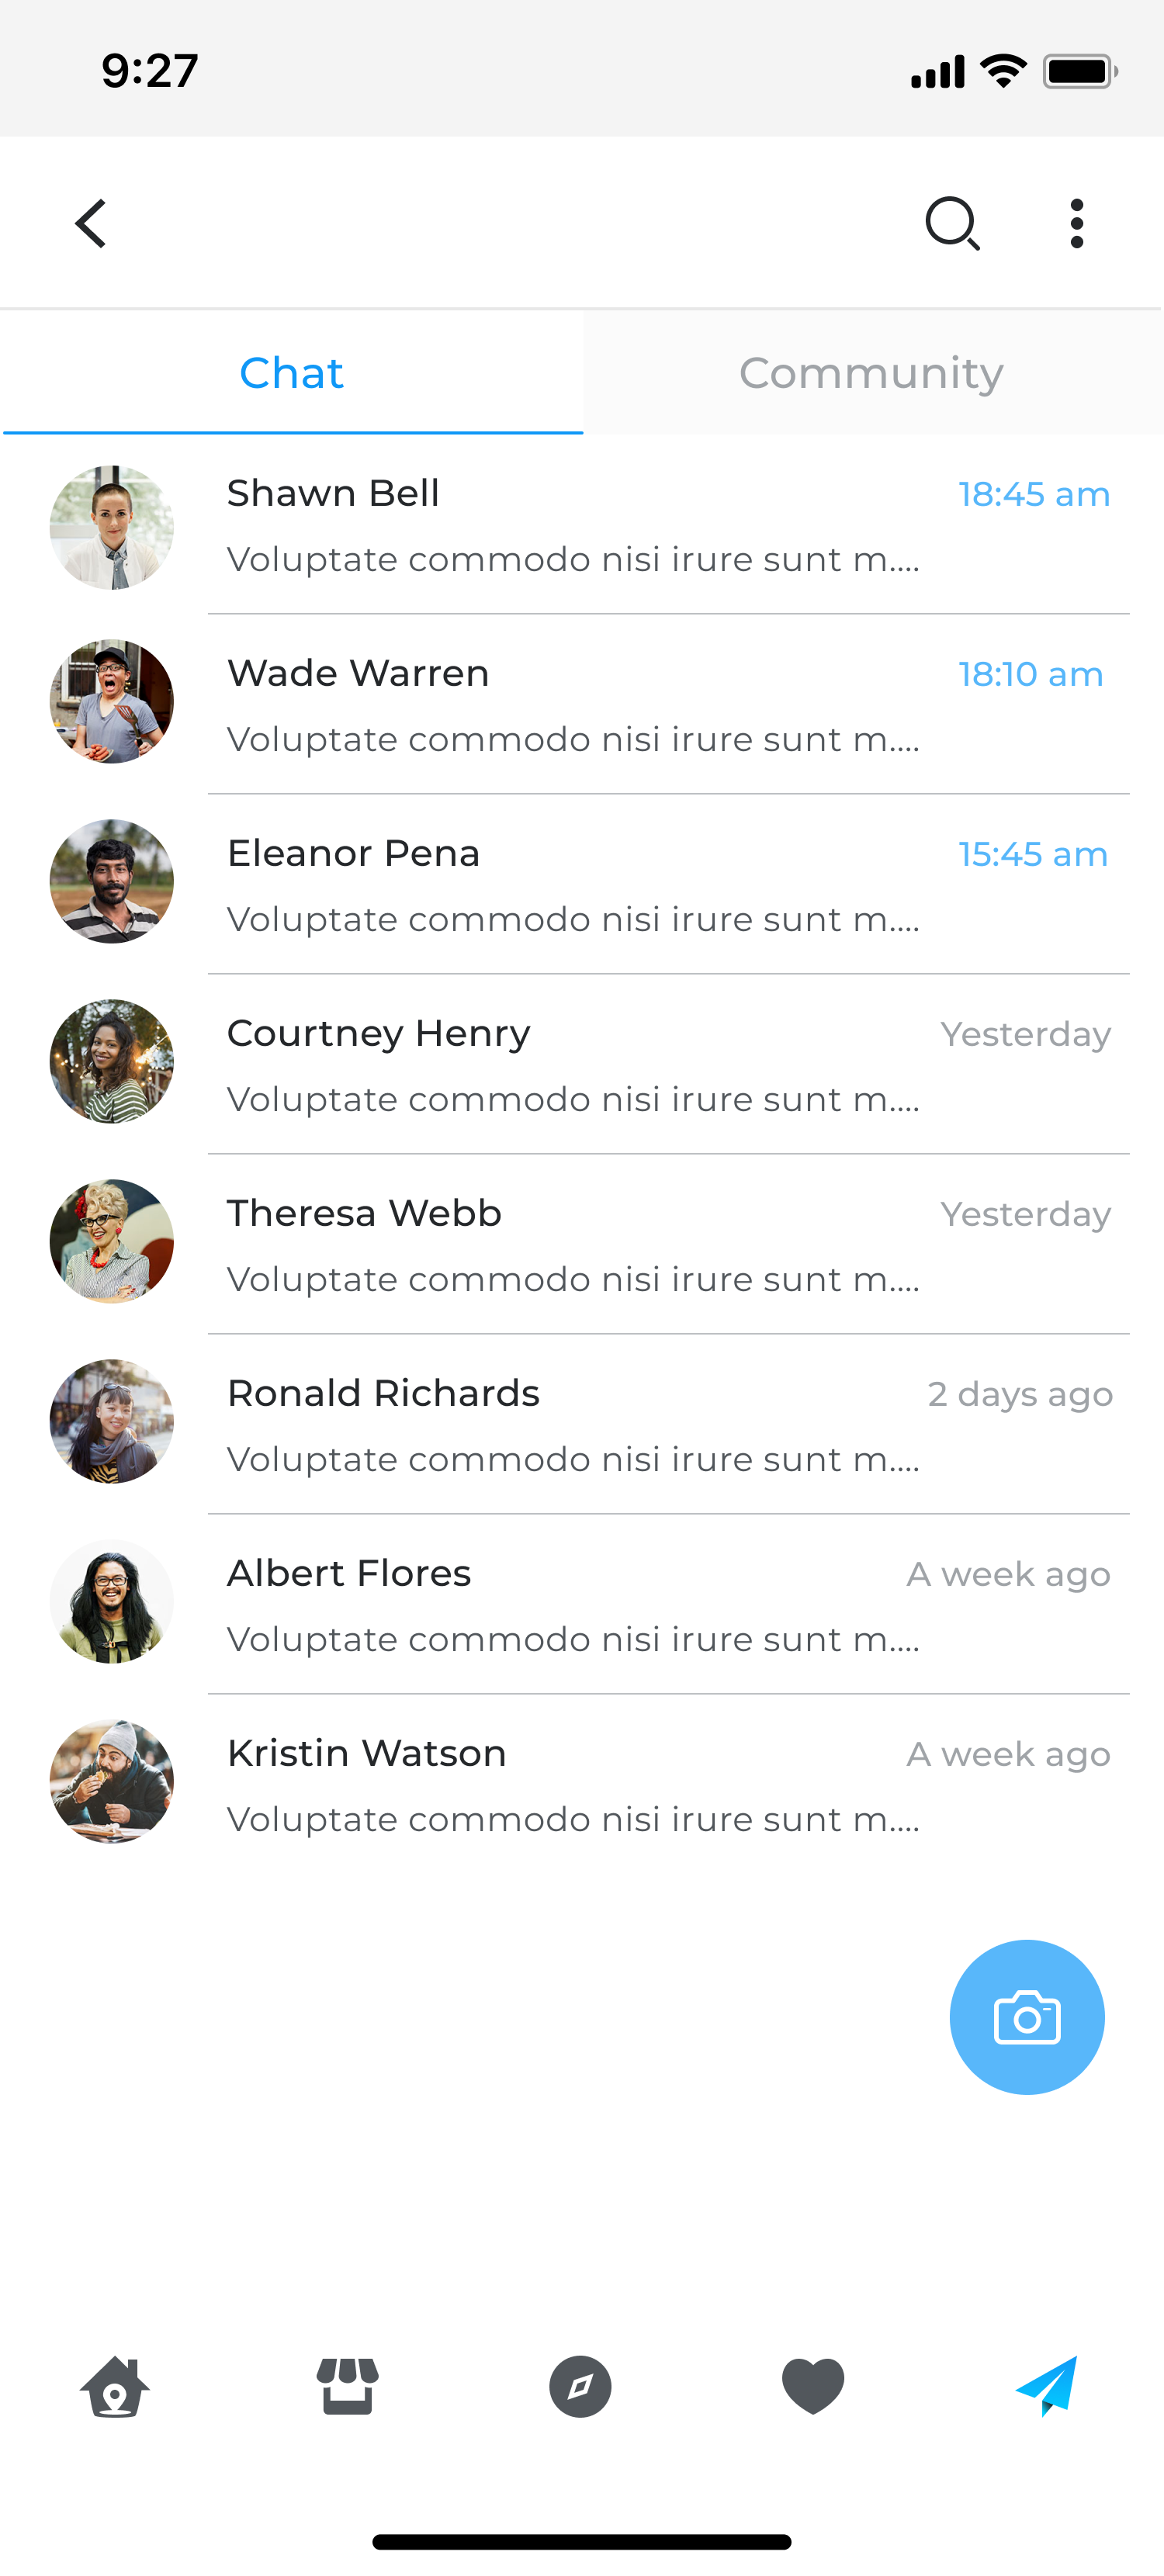 9:27
Chat
Community
Shawn Bell
18:45 am
Voluptate commodo nisi irure sunt m....
Wade Warren
18:10 am
Voluptate commodo nisi irure sunt m....
Eleanor Pena
15:45 am
Voluptate commodo nisi irure sunt m....
Courtney Henry
Yesterday
Voluptate commodo nisi irure sunt m....
Theresa Webb
Yesterday
Voluptate commodo nisi irure sunt m....
Ronald Richards
2 days ago
Voluptate commodo nisi irure sunt m....
Albert Flores
A week ago
Voluptate commodo nisi irure sunt m....
Kristin Watson
A week ago
Voluptate commodo nisi irure sunt m....